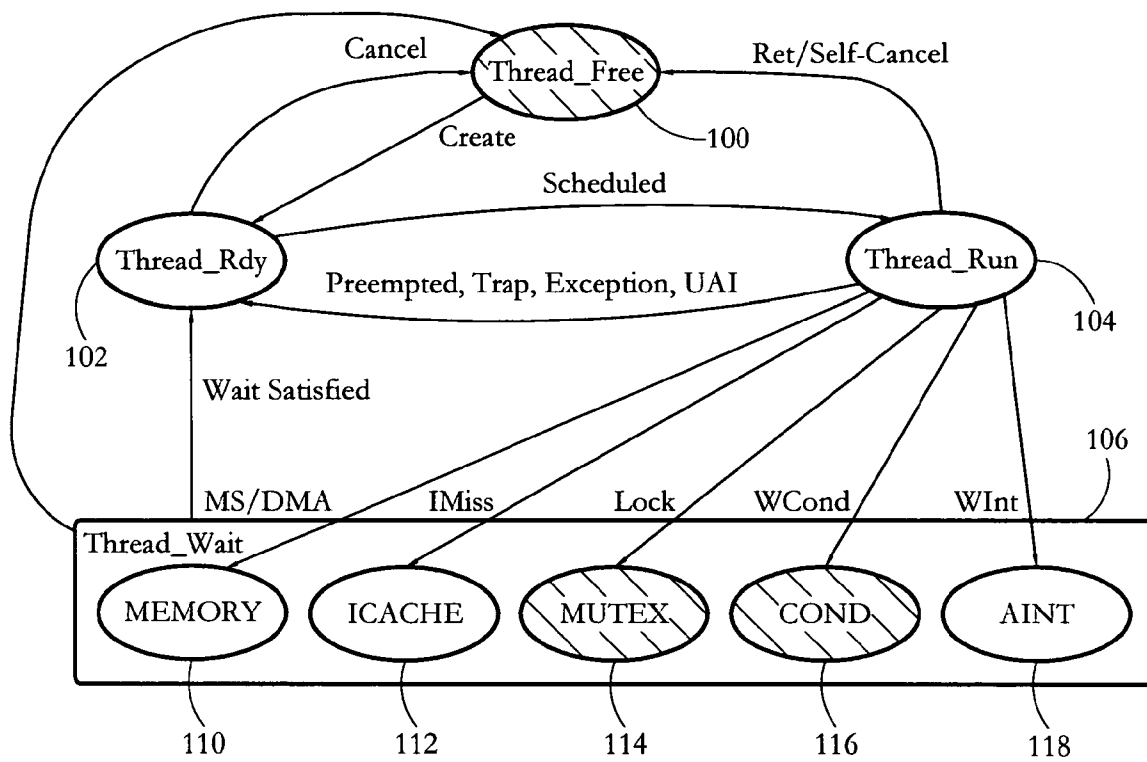 Cancel
Thread_Free
Ret/Self-Cancel
Create
100
Scheduled
Thread_Rdy
Thread_Run
Preempted, Trap, Exception, UAI
102
104
Wait Satisfied
106
MS/DMA
IMiss
Lock
WCond
WInt
Thread_Wait
MEMORY
ICACHE
MUTEX
COND
AINT
110
112
114
116
118